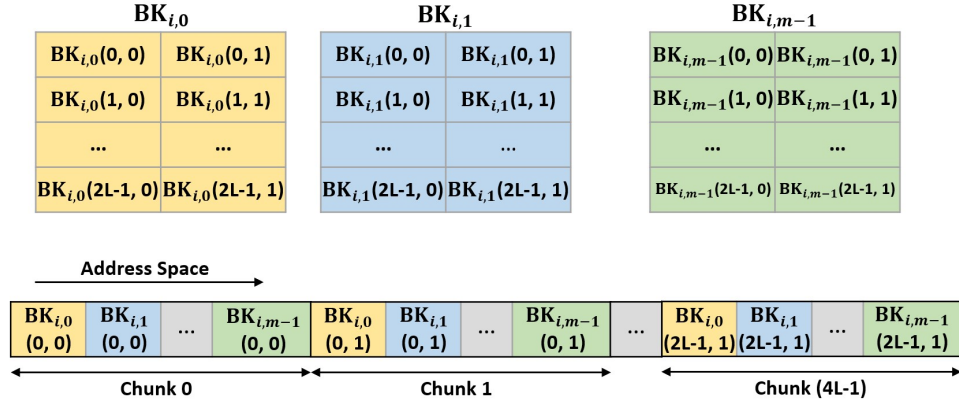 BK𝑖,0 BK𝑖,1 BK𝑖,m−1
BK𝑖,0(0, 0) BK𝑖,0(0, 1) BK𝑖,1(0, 0) BK𝑖,1(0, 1) BK𝑖,m−1(0, 0) BK𝑖,m−1(0, 1)
BK𝑖,0(1, 0) BK𝑖,0(1, 1) BK𝑖,1(1, 0) BK𝑖,1(1, 1) BK𝑖,m−1(1, 0) BK𝑖,m−1(1, 1)
... ... ... ... ... ...
BK𝑖,0(2L-1, 0) BK𝑖,0(2L-1, 1) BK𝑖,1(2L-1, 0) BK𝑖,1(2L-1, 1) BK𝑖,m−1(2L-1, 0) BK𝑖,m−1(2L-1, 1)
Address Space
BK𝑖,0 BK𝑖,1 ... BK𝑖,m−1 BK𝑖,0 BK𝑖,1 ... BK𝑖,m−1 ... BK𝑖,0 BK𝑖,1 ... BK𝑖,m−1
(0, 0) (0, 0) (0, 0) (0, 1) (0, 1) (0, 1) (2L-1, 1) (2L-1, 1) (2L-1, 1)
Chunk 0 Chunk 1 Chunk (4L-1)